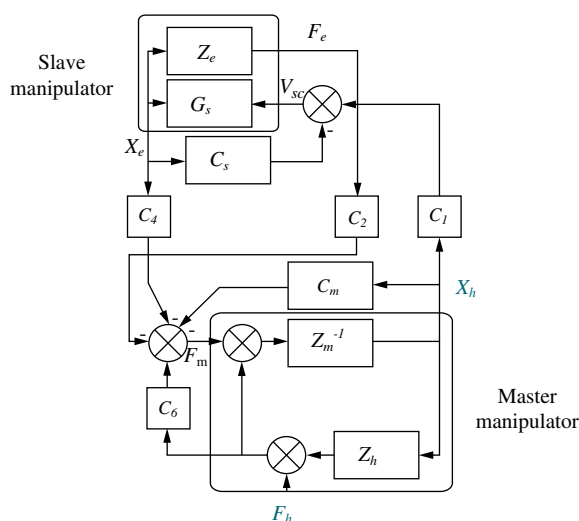 F_e
Z_e
Slave
manipulator
V_sc
G_s
-
X_e
C_s
C_4
C_2
C_1
C_m
X_h
-
-
-
F_m
Z_m^-1
C_6
Master
manipulator
Z_h
F_h